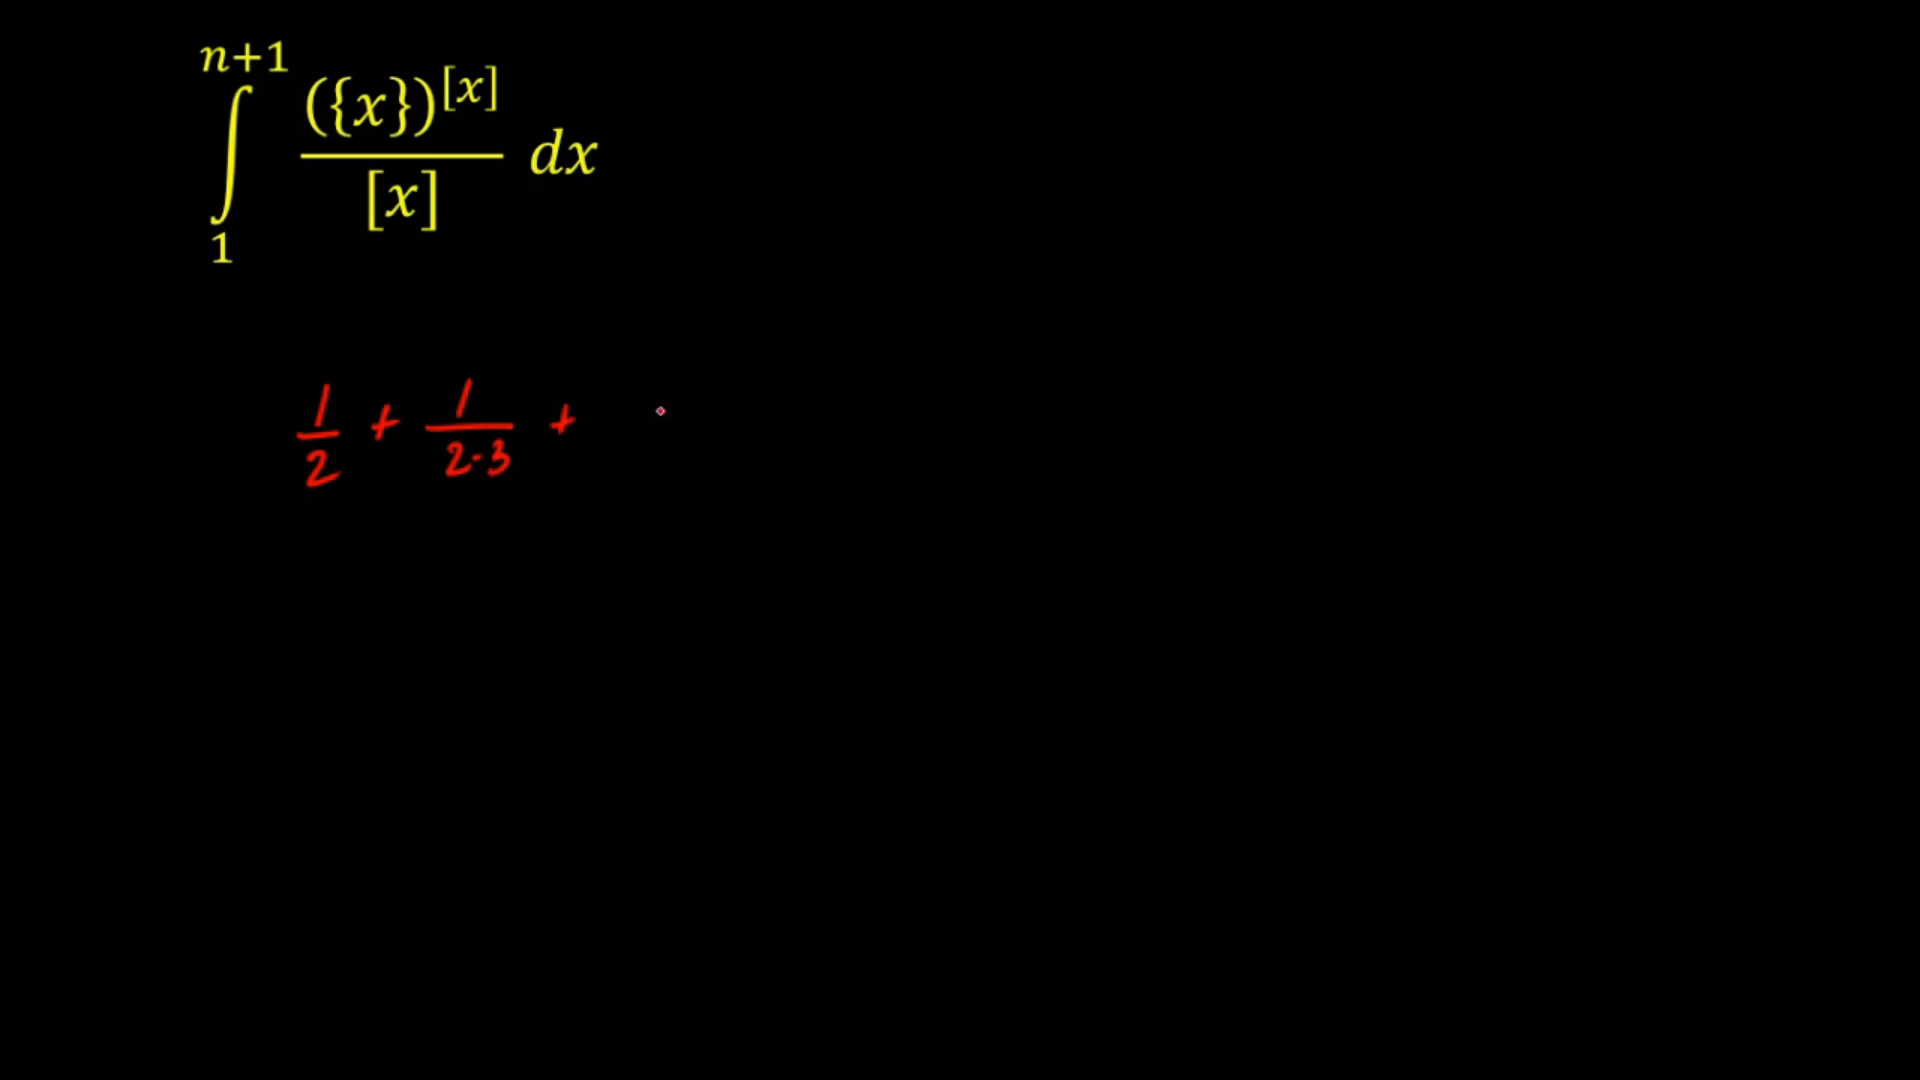 ∫₁ⁿ⁺¹ ({x})^[x] / [x] dx
1/2 + 1/(2·3) +